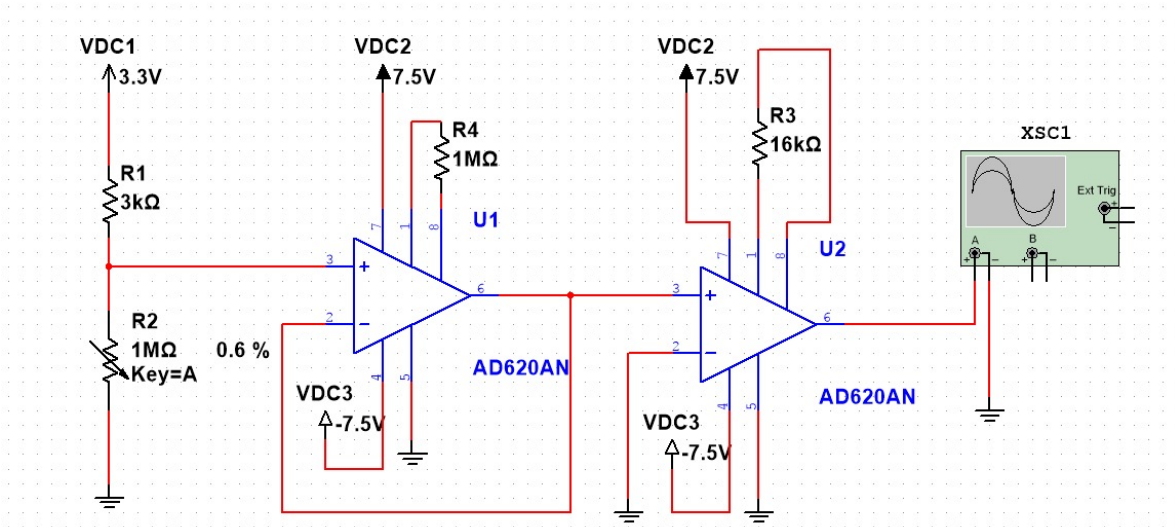 VDC1
3.3V
R1
3kΩ
R2
1MΩ
0.6 %
Key=A
VDC2
7.5V
R4
1MΩ
U1
7
1
8
3
+
2
−
6
4
5
AD620AN
VDC3
-7.5V
VDC2
7.5V
R3
16kΩ
U2
7
1
8
3
+
2
−
6
4
5
AD620AN
VDC3
-7.5V
XSC1
Ext Trig
+
−
A
B
+
−
+
−